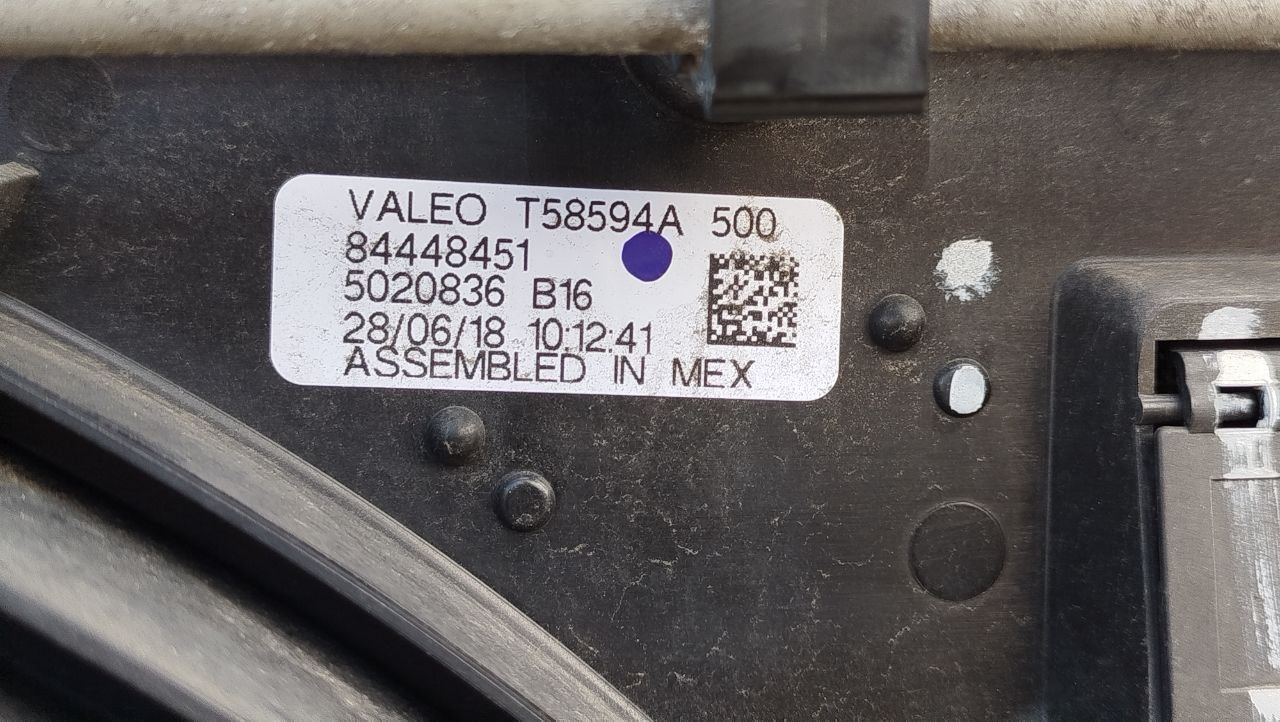 VALEO T58594A 500
84448451
5020836 B16
28/06/18 10:12:41
ASSEMBLED IN MEX